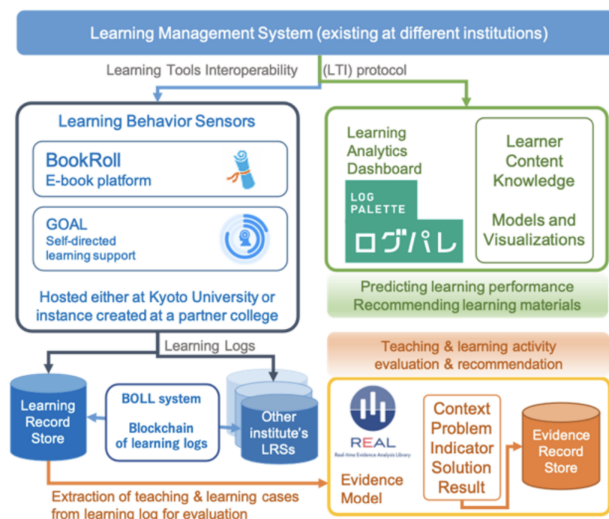 Learning Management System (existing at different institutions)
Learning Tools Interoperability (LTI) protocol
Learning Behavior Sensors
BookRoll
E-book platform
GOAL
Self-directed
learning support
Hosted either at Kyoto University or
instance created at a partner college
Learning
Analytics
Dashboard
LOG
PALETTE
ログパレ
Learner
Content
Knowledge
Models and
Visualizations
Predicting learning performance
Recommending learning materials
Learning Logs
Learning
Record
Store
BOLL system
Blockchain
of learning logs
Other
institute's
LRSs
Teaching & learning activity
evaluation & recommendation
REAL
Real-time Evidence Analysis Library
Evidence
Model
Context
Problem
Indicator
Solution
Result
Evidence
Record
Store
Extraction of teaching & learning cases
from learning log for evaluation